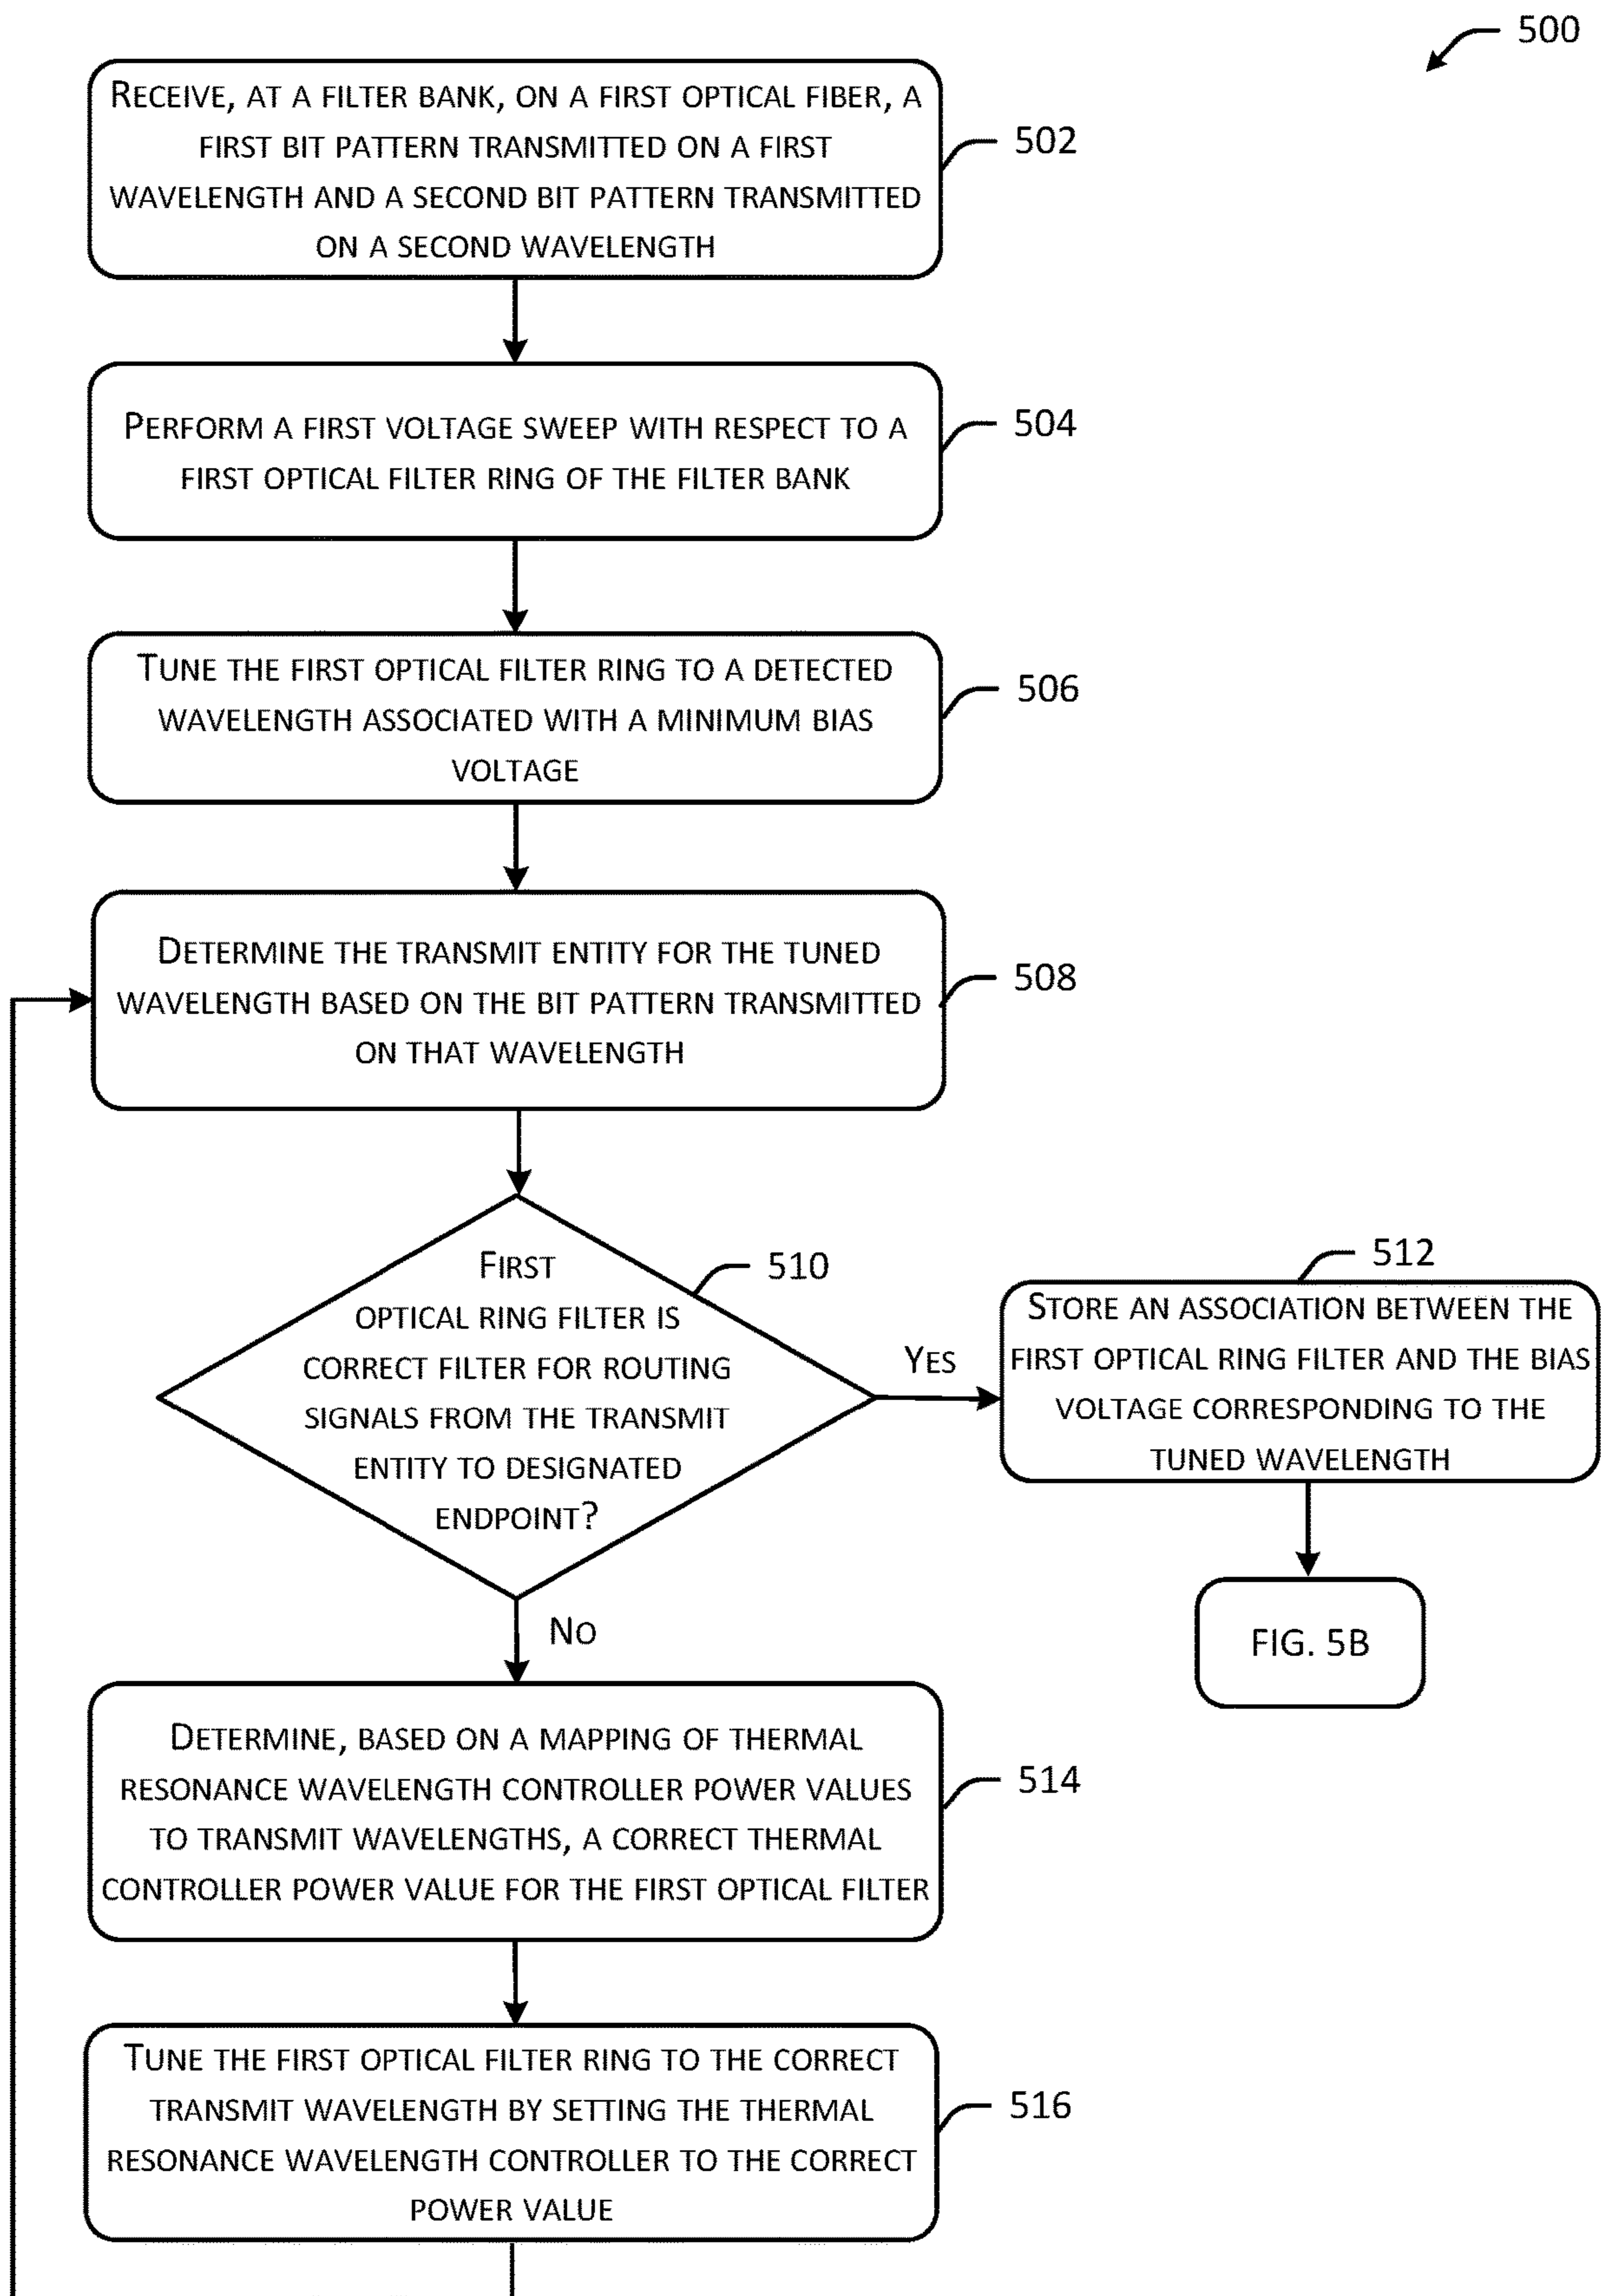 500
RECEIVE, AT A FILTER BANK, ON A FIRST OPTICAL FIBER, A
FIRST BIT PATTERN TRANSMITTED ON A FIRST
WAVELENGTH AND A SECOND BIT PATTERN TRANSMITTED
ON A SECOND WAVELENGTH
502
PERFORM A FIRST VOLTAGE SWEEP WITH RESPECT TO A
FIRST OPTICAL FILTER RING OF THE FILTER BANK
504
TUNE THE FIRST OPTICAL FILTER RING TO A DETECTED
WAVELENGTH ASSOCIATED WITH A MINIMUM BIAS
VOLTAGE
506
DETERMINE THE TRANSMIT ENTITY FOR THE TUNED
WAVELENGTH BASED ON THE BIT PATTERN TRANSMITTED
ON THAT WAVELENGTH
508
FIRST
OPTICAL RING FILTER IS
CORRECT FILTER FOR ROUTING
SIGNALS FROM THE TRANSMIT
ENTITY TO DESIGNATED
ENDPOINT?
510
YES
512
STORE AN ASSOCIATION BETWEEN THE
FIRST OPTICAL RING FILTER AND THE BIAS
VOLTAGE CORRESPONDING TO THE
TUNED WAVELENGTH
FIG. 5B
NO
DETERMINE, BASED ON A MAPPING OF THERMAL
RESONANCE WAVELENGTH CONTROLLER POWER VALUES
TO TRANSMIT WAVELENGTHS, A CORRECT THERMAL
CONTROLLER POWER VALUE FOR THE FIRST OPTICAL FILTER
514
TUNE THE FIRST OPTICAL FILTER RING TO THE CORRECT
TRANSMIT WAVELENGTH BY SETTING THE THERMAL
RESONANCE WAVELENGTH CONTROLLER TO THE CORRECT
POWER VALUE
516